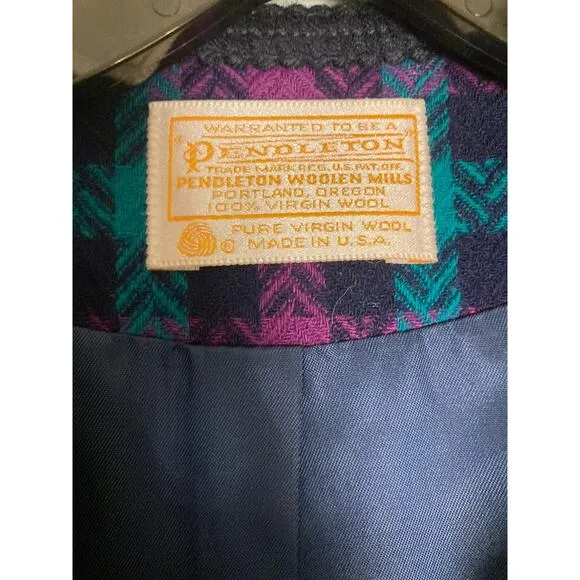 WARRANTED TO BE A
"PENDLETON"
TRADE MARK REG. U.S. PAT. OFF.
PENDLETON WOOLEN MILLS
PORTLAND, OREGON
100% VIRGIN WOOL
® PURE VIRGIN WOOL
MADE IN U.S.A.